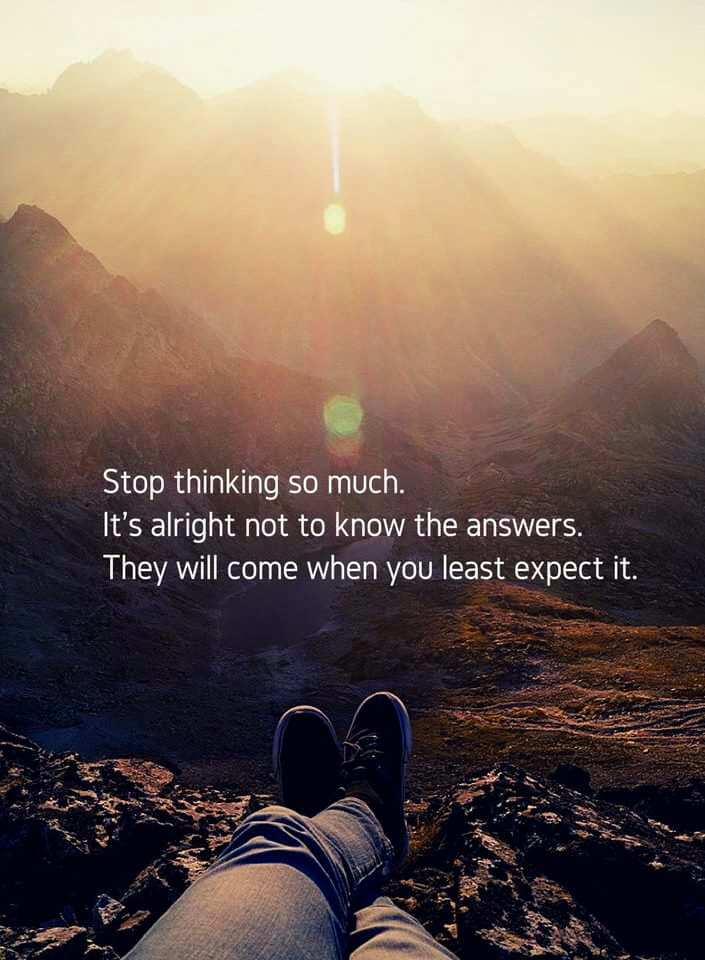 Stop thinking so much.
It's alright not to know the answers.
They will come when you least expect it.